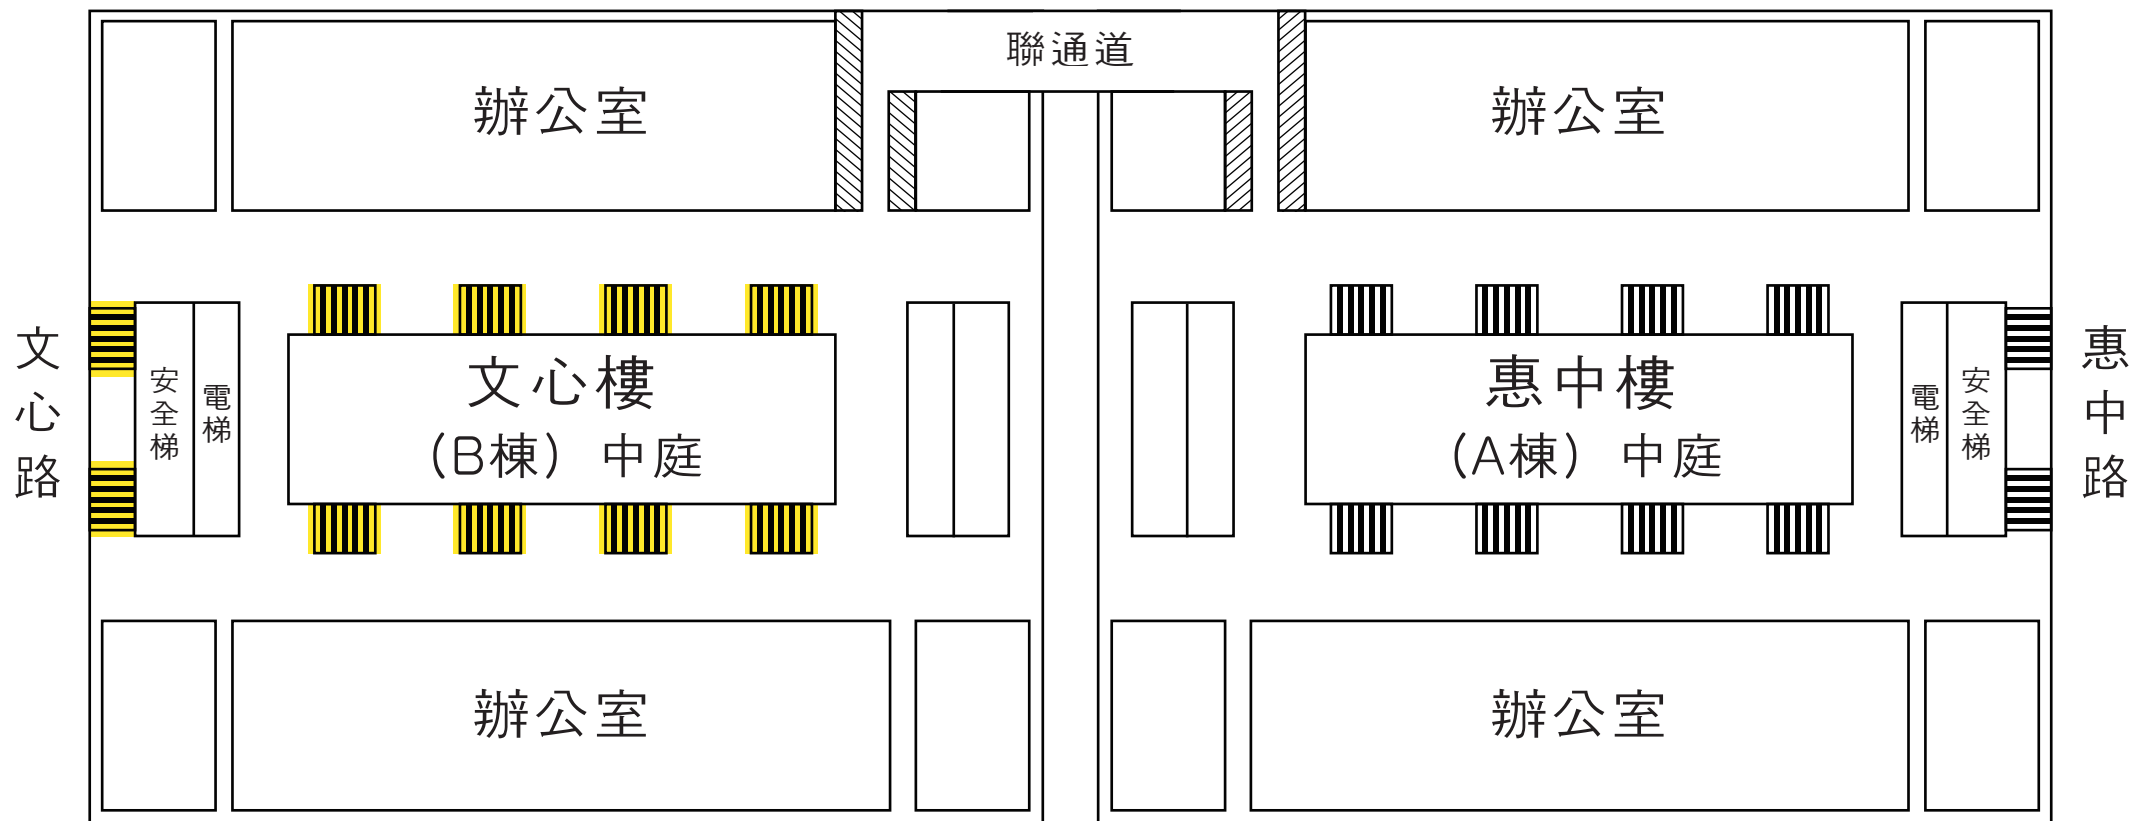 聯通道
辦公室
辦公室
文心路
安全梯
電梯
文心樓
(B棟) 中庭
惠中樓
(A棟) 中庭
電梯
安全梯
惠中路
辦公室
辦公室